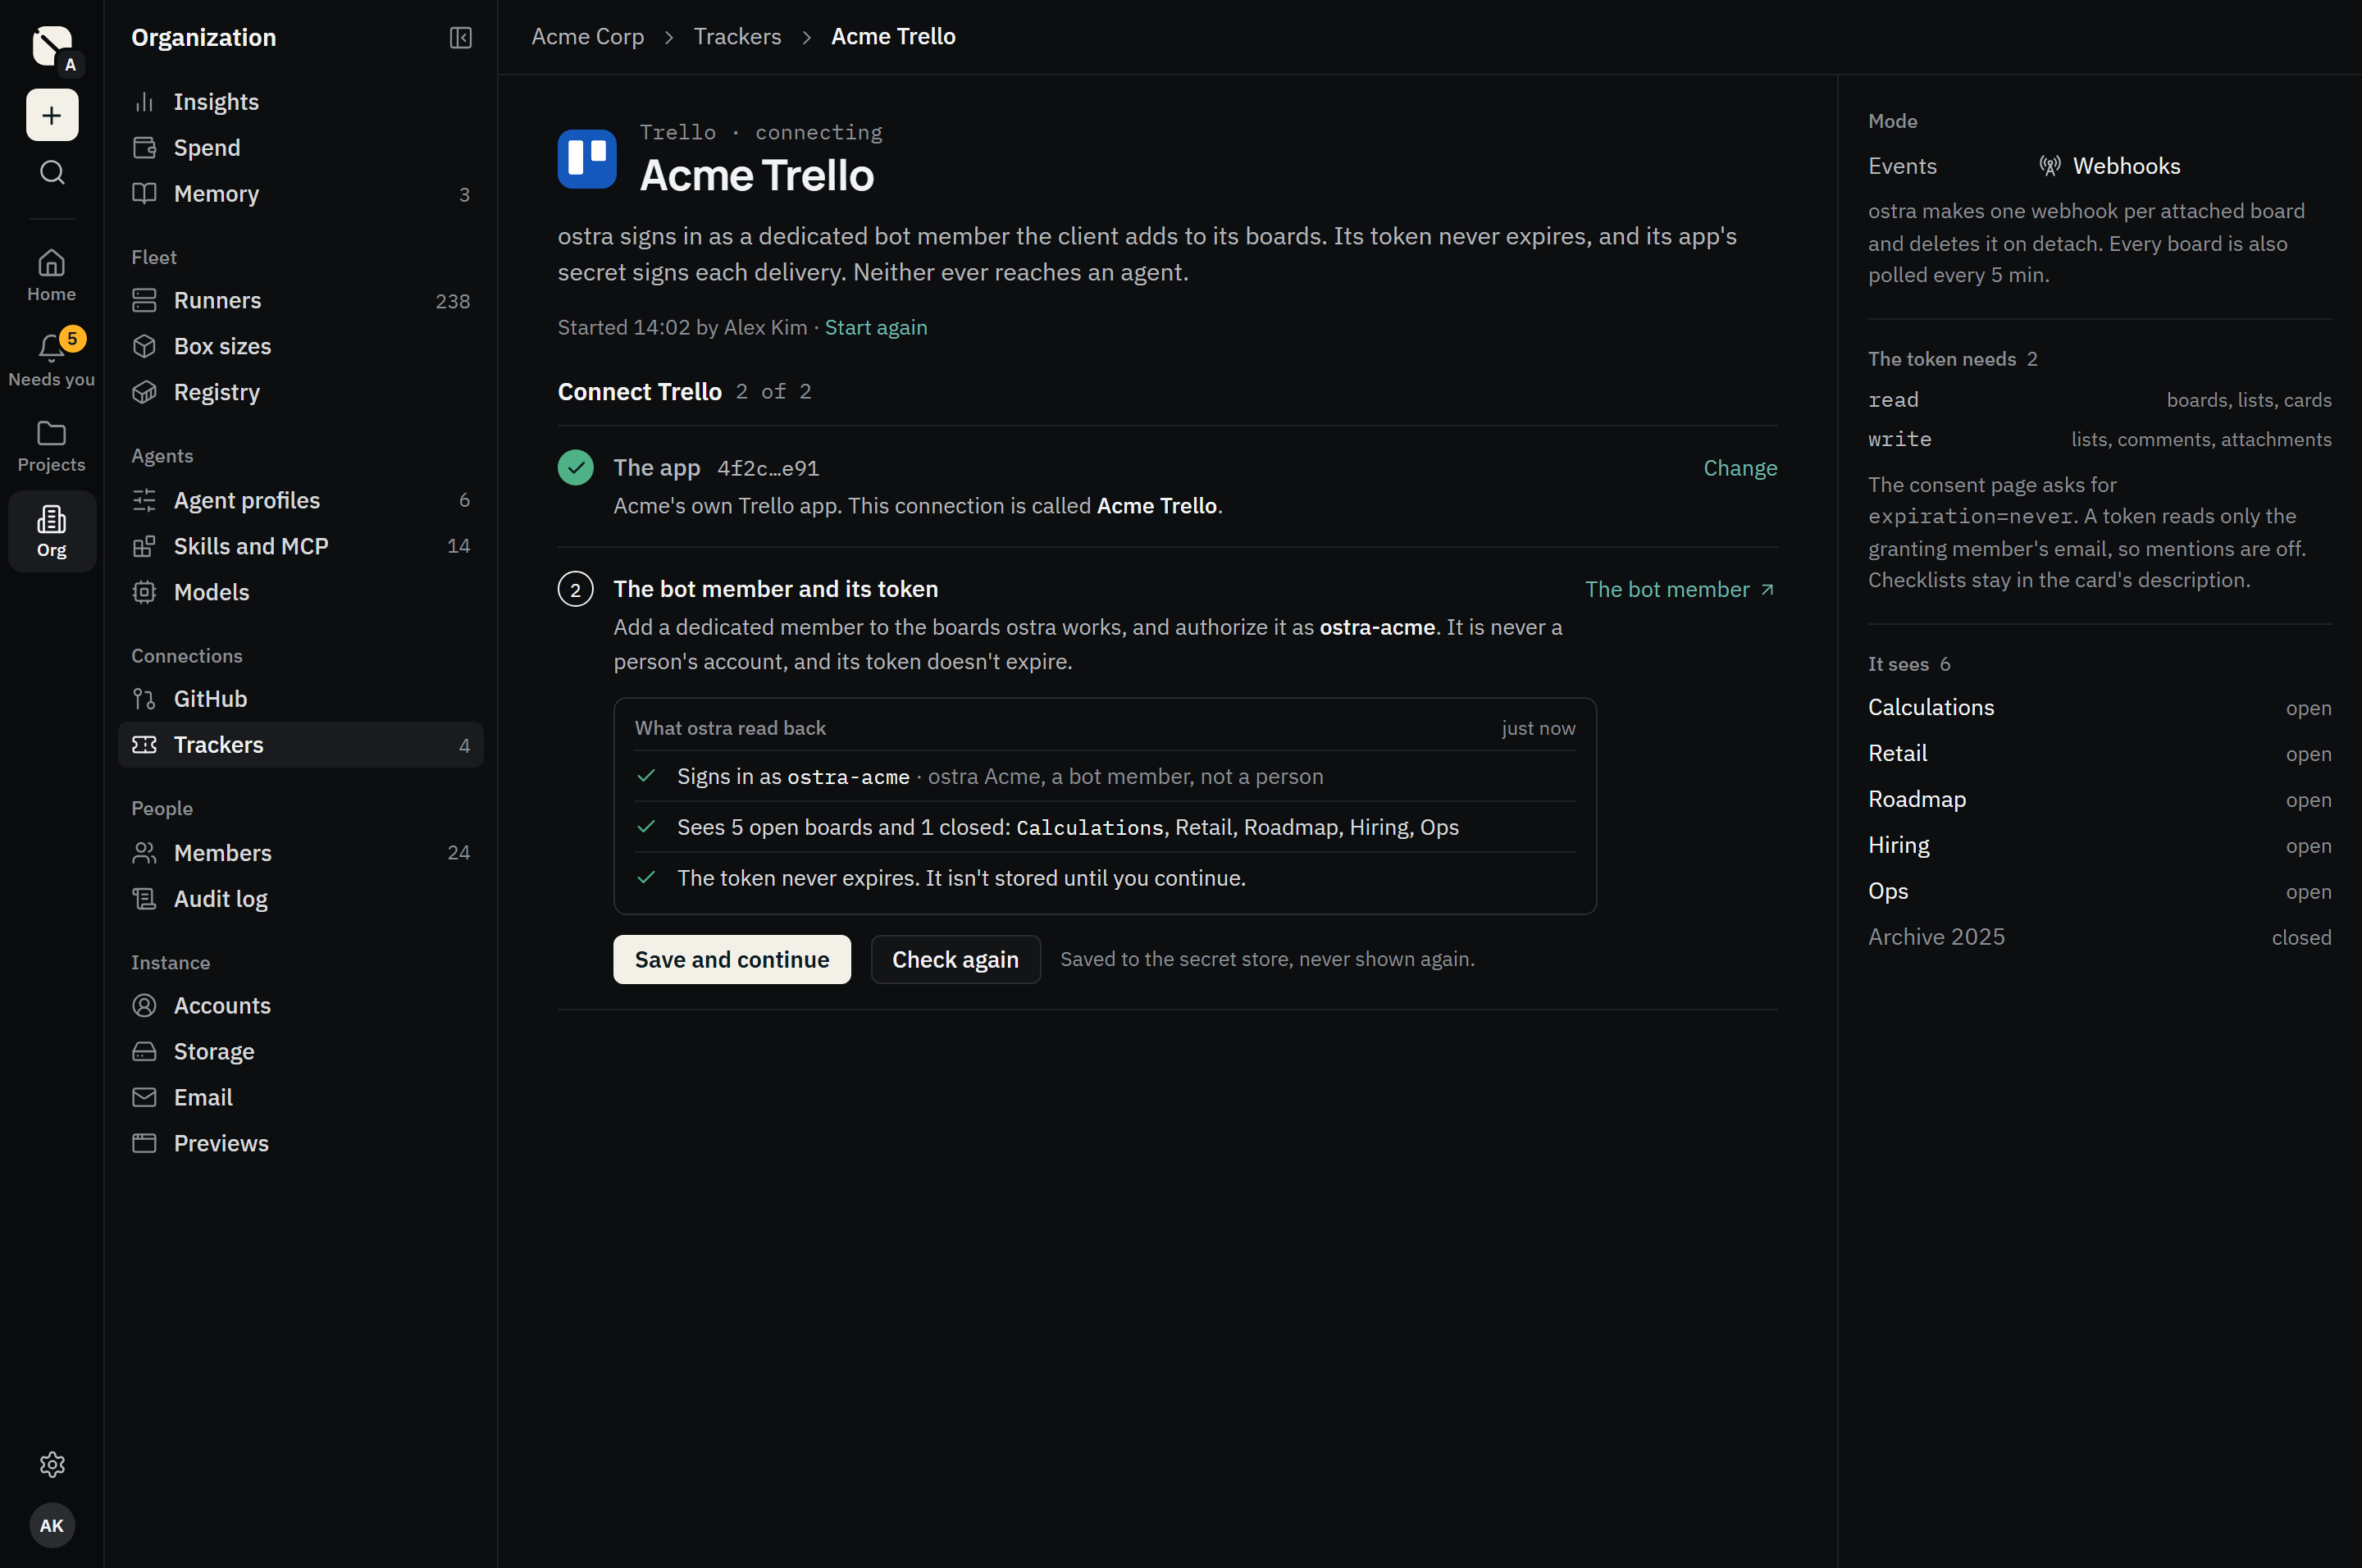 A
Home
5
Needs you
Projects
Org
AK
Organization
Insights
Spend
Memory 3
Fleet
Runners 238
Box sizes
Registry
Agents
Agent profiles 6
Skills and MCP 14
Models
Connections
GitHub
Trackers 4
People
Members 24
Audit log
Instance
Accounts
Storage
Email
Previews
Acme Corp > Trackers > Acme Trello
Trello · connecting
Acme Trello
ostra signs in as a dedicated bot member the client adds to its boards. Its token never expires, and its app's
secret signs each delivery. Neither ever reaches an agent.
Started 14:02 by Alex Kim · Start again
Connect Trello 2 of 2
The app 4f2c…e91 Change
Acme's own Trello app. This connection is called Acme Trello.
2 The bot member and its token The bot member ↗
Add a dedicated member to the boards ostra works, and authorize it as ostra-acme. It is never a
person's account, and its token doesn't expire.
What ostra read back just now
Signs in as ostra-acme · ostra Acme, a bot member, not a person
Sees 5 open boards and 1 closed: Calculations, Retail, Roadmap, Hiring, Ops
The token never expires. It isn't stored until you continue.
Save and continue Check again Saved to the secret store, never shown again.
Mode
Events Webhooks
ostra makes one webhook per attached board
and deletes it on detach. Every board is also
polled every 5 min.
The token needs 2
read boards, lists, cards
write lists, comments, attachments
The consent page asks for
expiration=never. A token reads only the
granting member's email, so mentions are off.
Checklists stay in the card's description.
It sees 6
Calculations open
Retail open
Roadmap open
Hiring open
Ops open
Archive 2025 closed